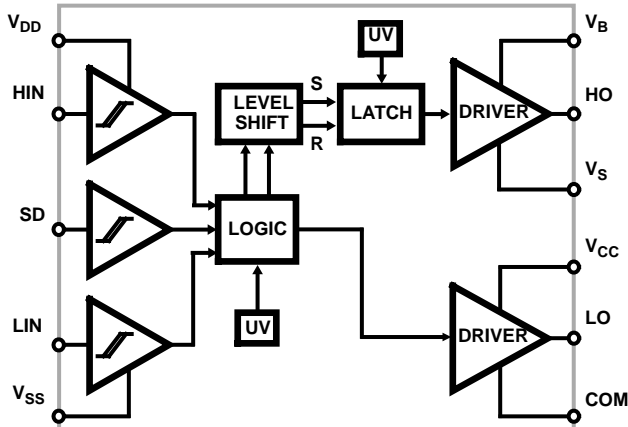 VDD
HIN
SD
LIN
VSS
UV
S
LEVEL
SHIFT
R
LATCH
DRIVER
LOGIC
UV
DRIVER
VB
HO
VS
VCC
LO
COM